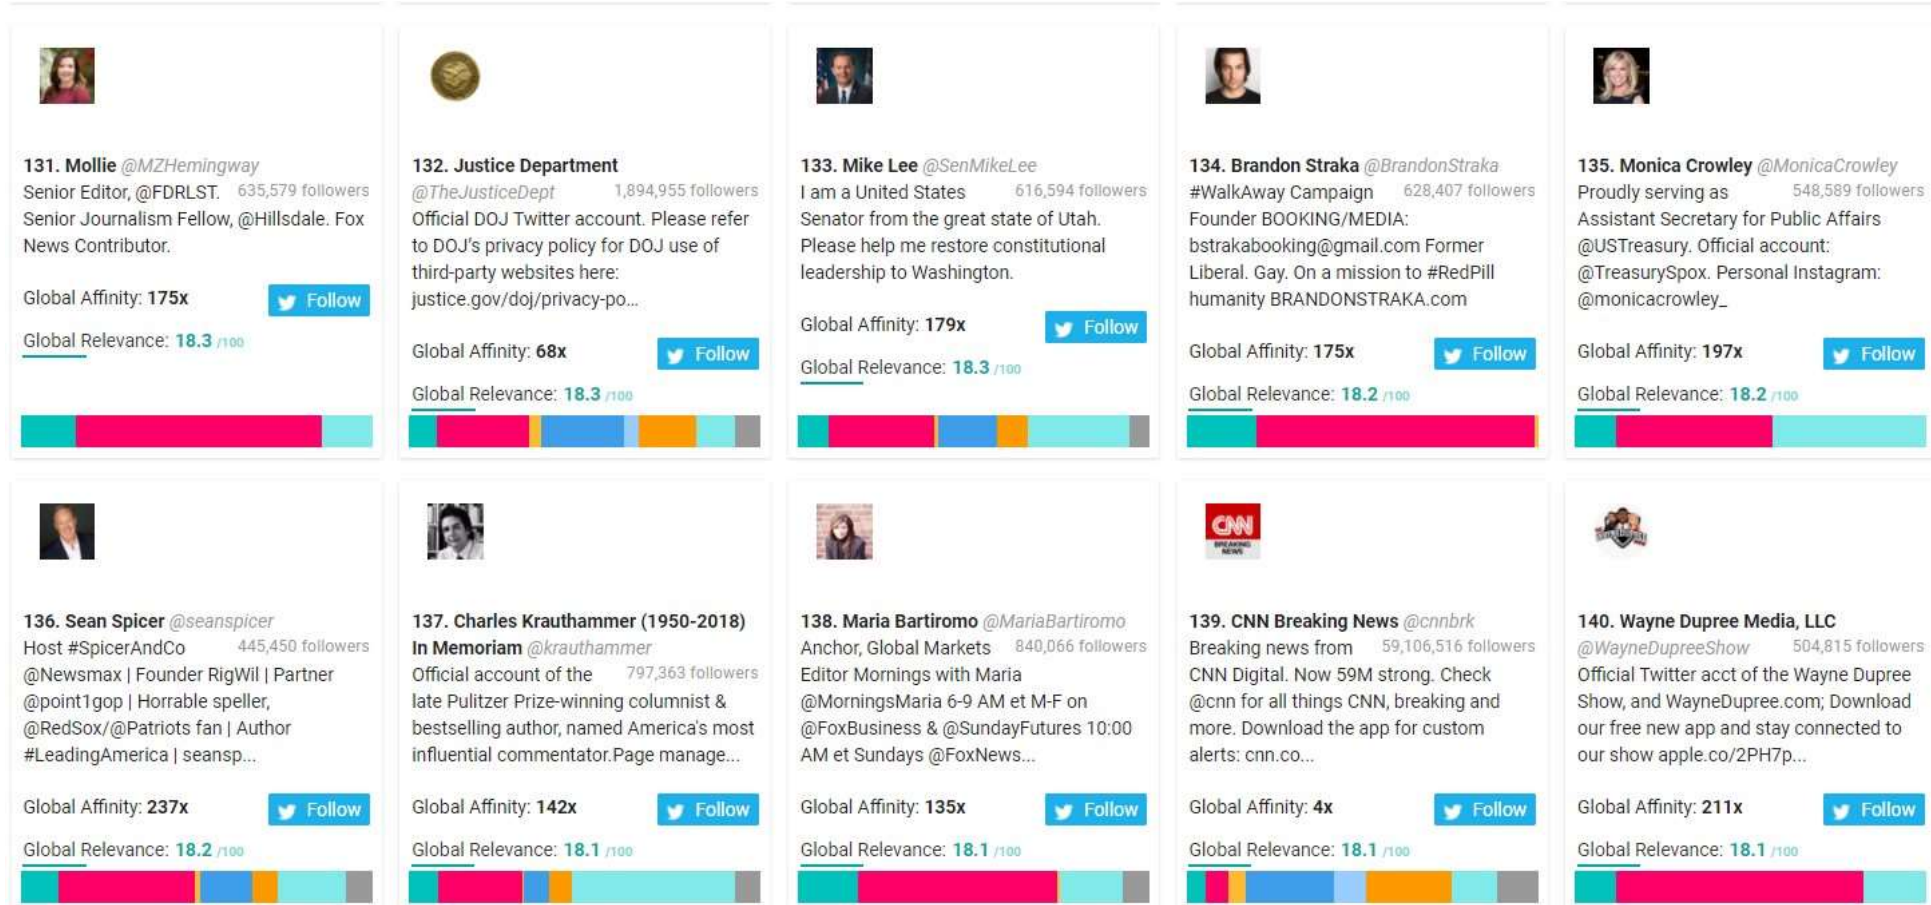 131. Mollie @MZHemingway
Senior Editor, @FDRLST. 635,579 followers
Senior Journalism Fellow, @Hillsdale. Fox
News Contributor.
Global Affinity: 175x
Follow
Global Relevance: 18.3 /100
132. Justice Department
@TheJusticeDept 1,894,955 followers
Official DOJ Twitter account. Please refer
to DOJ's privacy policy for DOJ use of
third-party websites here:
justice.gov/doj/privacy-po...
Global Affinity: 68x
Follow
Global Relevance: 18.3 /100
133. Mike Lee @SenMikeLee
I am a United States 616,594 followers
Senator from the great state of Utah.
Please help me restore constitutional
leadership to Washington.
Global Affinity: 179x
Follow
Global Relevance: 18.3 /100
134. Brandon Straka @BrandonStraka
#WalkAway Campaign 628,407 followers
Founder BOOKING/MEDIA:
bstrakabooking@gmail.com Former
Liberal. Gay. On a mission to #RedPill
humanity BRANDONSTRAKA.com
Global Affinity: 175x
Follow
Global Relevance: 18.2 /100
135. Monica Crowley @MonicaCrowley
Proudly serving as 548,589 followers
Assistant Secretary for Public Affairs
@USTreasury. Official account:
@TreasurySpox. Personal Instagram:
@monicacrowley_
Global Affinity: 197x
Follow
Global Relevance: 18.2 /100
136. Sean Spicer @seanspicer
Host #SpicerAndCo 445,450 followers
@Newsmax | Founder RigWil | Partner
@point1gop | Horrable speller,
@RedSox/@Patriots fan | Author
#LeadingAmerica | seansp...
Global Affinity: 237x
Follow
Global Relevance: 18.2 /100
137. Charles Krauthammer (1950-2018)
In Memoriam @krauthammer
Official account of the 797,363 followers
late Pulitzer Prize-winning columnist &
bestselling author, named America's most
influential commentator.Page manage...
Global Affinity: 142x
Follow
Global Relevance: 18.1 /100
138. Maria Bartiromo @MariaBartiromo
Anchor, Global Markets 840,066 followers
Editor Mornings with Maria
@MorningsMaria 6-9 AM et M-F on
@FoxBusiness & @SundayFutures 10:00
AM et Sundays @FoxNews...
Global Affinity: 135x
Follow
Global Relevance: 18.1 /100
CNN
BREAKING
NEWS
139. CNN Breaking News @cnnbrk
Breaking news from 59,106,516 followers
CNN Digital. Now 59M strong. Check
@cnn for all things CNN, breaking and
more. Download the app for custom
alerts: cnn.co...
Global Affinity: 4x
Follow
Global Relevance: 18.1 /100
140. Wayne Dupree Media, LLC
@WayneDupreeShow 504,815 followers
Official Twitter acct of the Wayne Dupree
Show, and WayneDupree.com; Download
our free new app and stay connected to
our show apple.co/2PH7p...
Global Affinity: 211x
Follow
Global Relevance: 18.1 /100